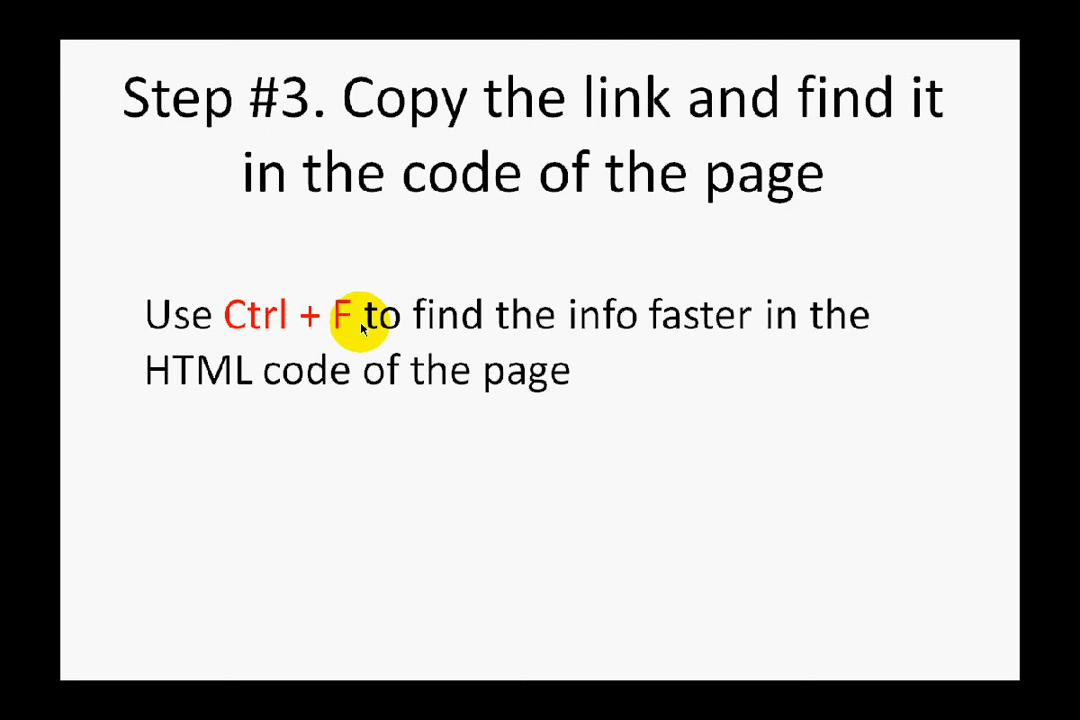 Step #3. Copy the link and find it
in the code of the page
Use Ctrl + F to find the info faster in the
HTML code of the page